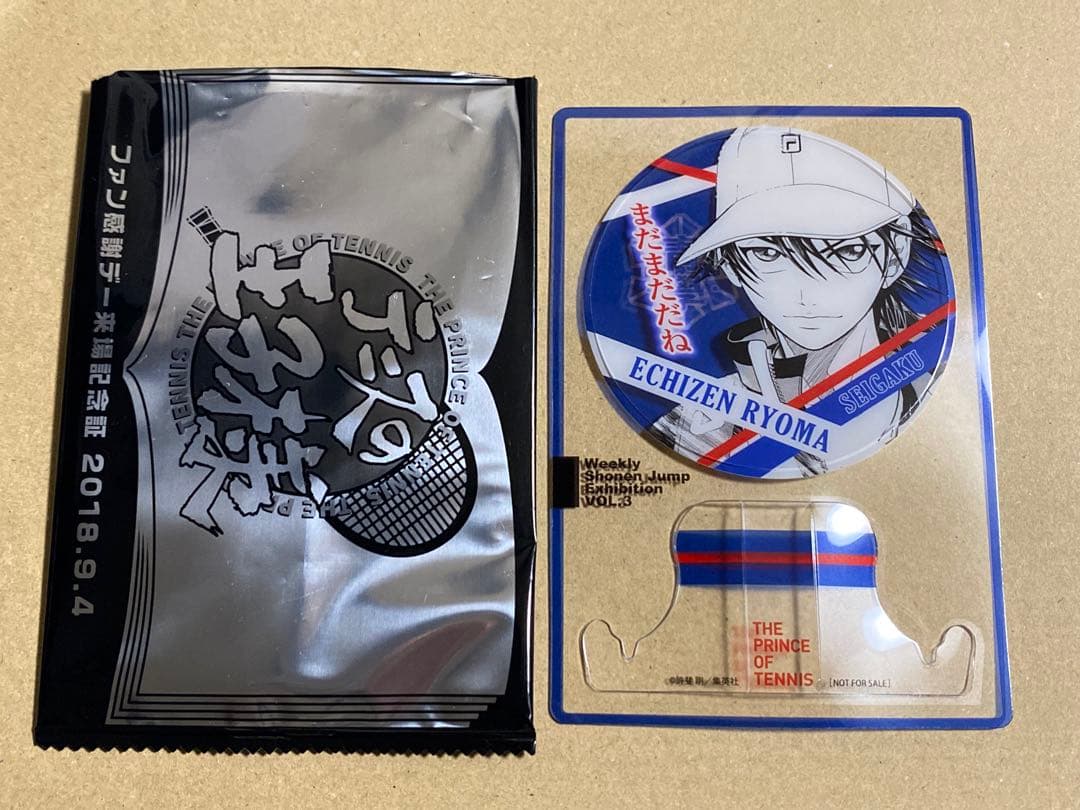 ファン感謝デー来場記念証 2018.9.4
テニスの
王子様
TENNIS THE PRINCE OF TENNIS THE PRINCE OF TENNIS
まだまだだね
ECHIZEN RYOMA
SEIGAKU
Weekly
Shonen Jump
Exhibition
VOL.3
THE
PRINCE
OF
TENNIS
©許斐 剛／集英社
[NOT FOR SALE]